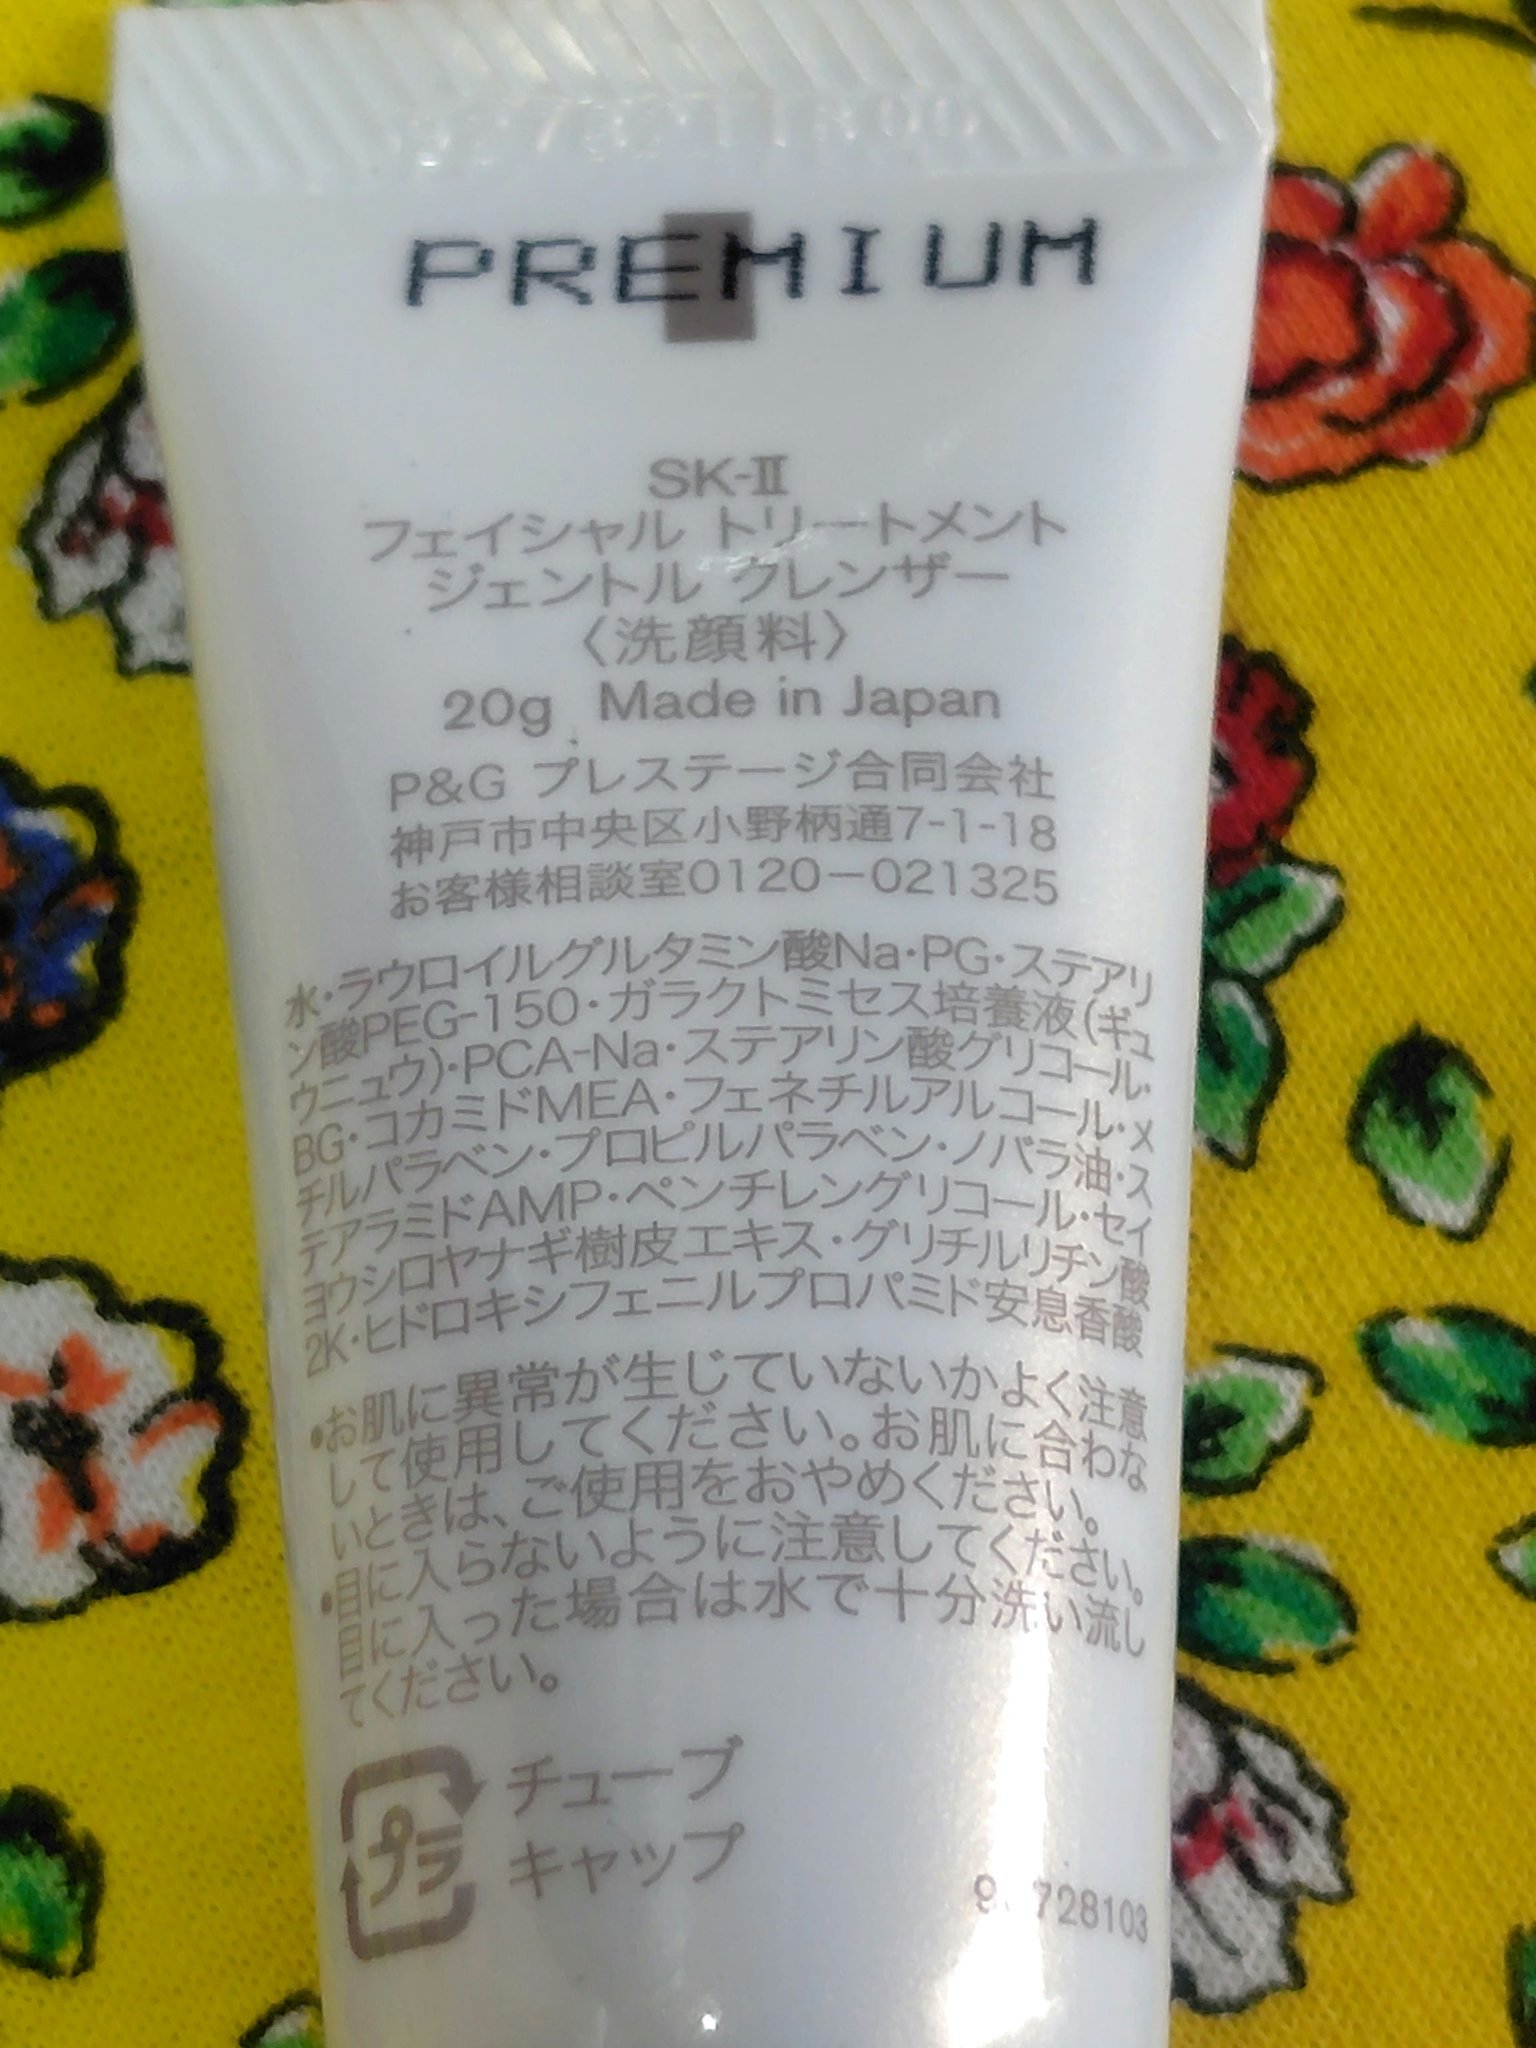 PREMIUM
SK-II
フェイシャル トリートメント
ジェントル クレンザー
〈洗顔料〉
20g Made in Japan
P&G プレステージ合同会社
神戸市中央区小野柄通7-1-18
お客様相談室0120-021325
水・ラウロイルグルタミン酸Na・PG・ステアリ
ン酸PEG-150・ガラクトミセス培養液(ギュ
ウニュウ)・PCA-Na・ステアリン酸グリコール・
BG・コカミドMEA・フェネチルアルコール・メ
チルパラベン・プロピルパラベン・ノバラ油・ス
テアラミドAMP・ペンチレングリコール・セイ
ヨウシロヤナギ樹皮エキス・グリチルリチン酸
2K・ヒドロキシフェニルプロパミド安息香酸
•お肌に異常が生じていないかよく注意
して使用してください。お肌に合わな
いときは、ご使用をおやめください。
•目に入らないように注意してください。
目に入った場合は水で十分洗い流し
てください。
プラ チューブ
キャップ